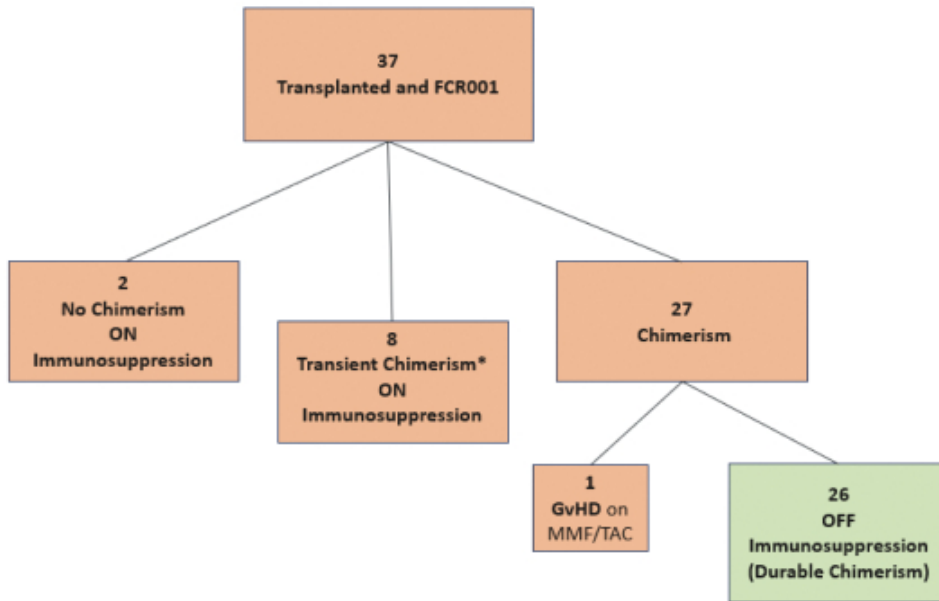 37
Transplanted and FCR001
2
No Chimerism
ON
Immunosuppression
8
Transient Chimerism*
ON
Immunosuppression
27
Chimerism
1
GvHD on
MMF/TAC
26
OFF
Immunosuppression
(Durable Chimerism)